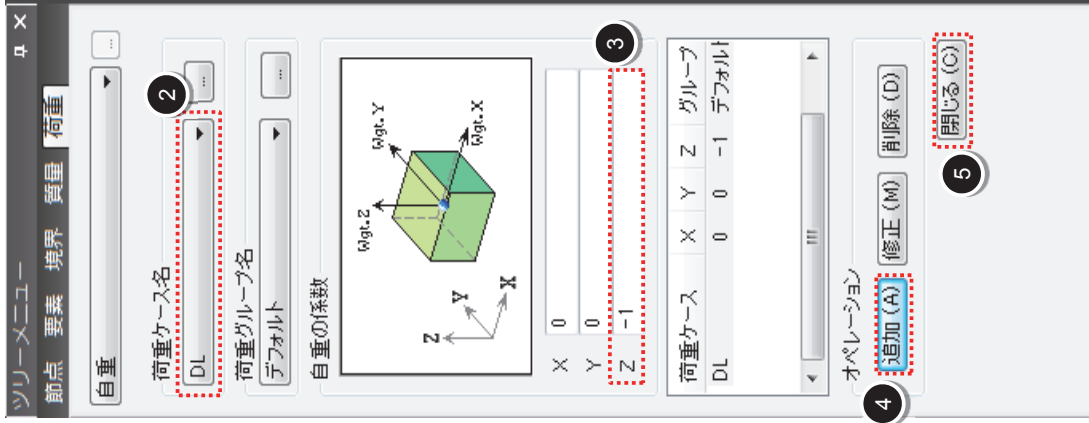 ツリーメニュー
節点 要素 境界 質量 荷重
自重 ...
荷重ケース名
2
DL ...
荷重グループ名
デフォルト ...
自重の係数
Wgt.Z
Wgt.Y
Wgt.X
Z
Y
X
3
X 0
Y 0
Z -1
荷重ケース X Y Z グループ
DL 0 0 -1 デフォルト
オペレーション
追加 (A) 修正 (M) 削除 (D)
4
5
閉じる (C)